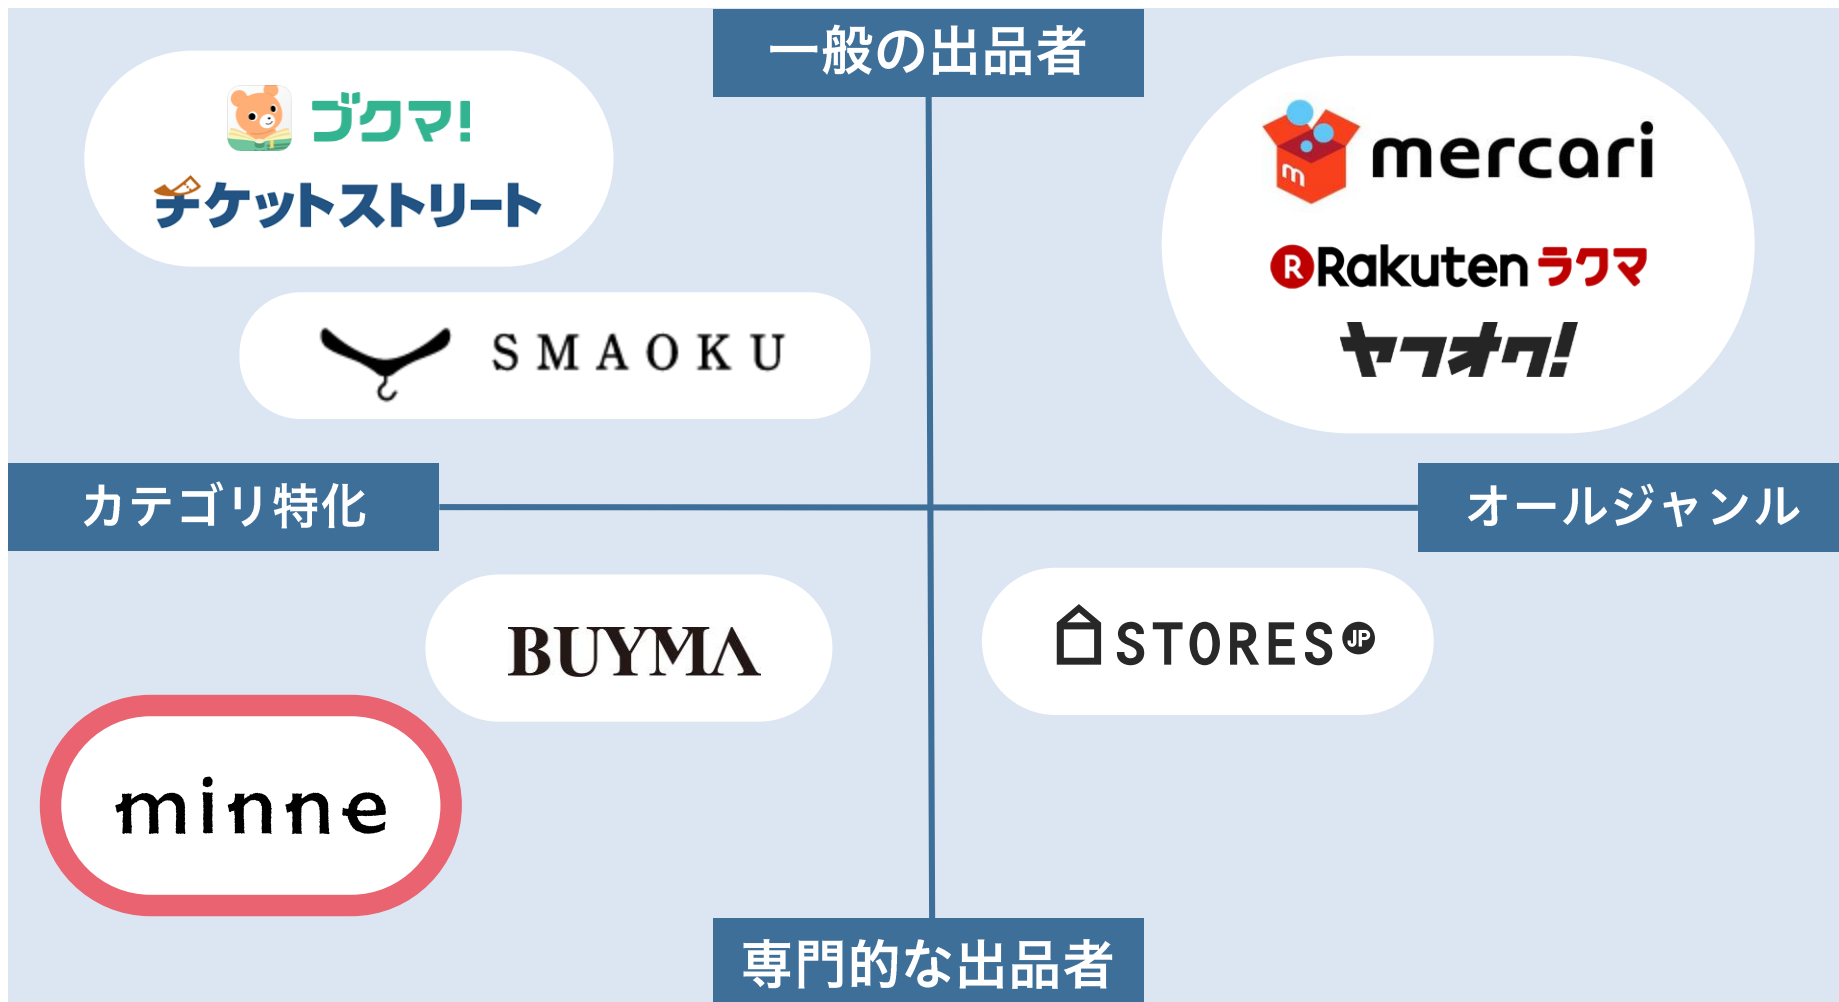 一般の出品者
ブクマ!
チケットストリート
SMAOKU
m mercari
R Rakuten ラクマ
ヤフオク!
カテゴリ特化
オールジャンル
BUYMA
STORES JP
minne
専門的な出品者